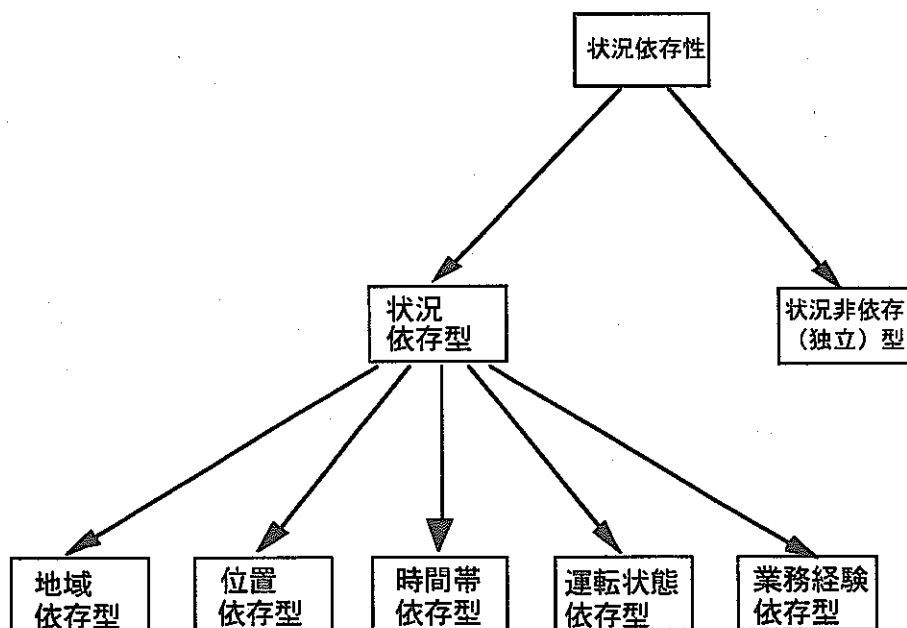 状況依存性
状況
依存型
状況非依存
（独立）型
地域
依存型
位置
依存型
時間帯
依存型
運転状態
依存型
業務経験
依存型